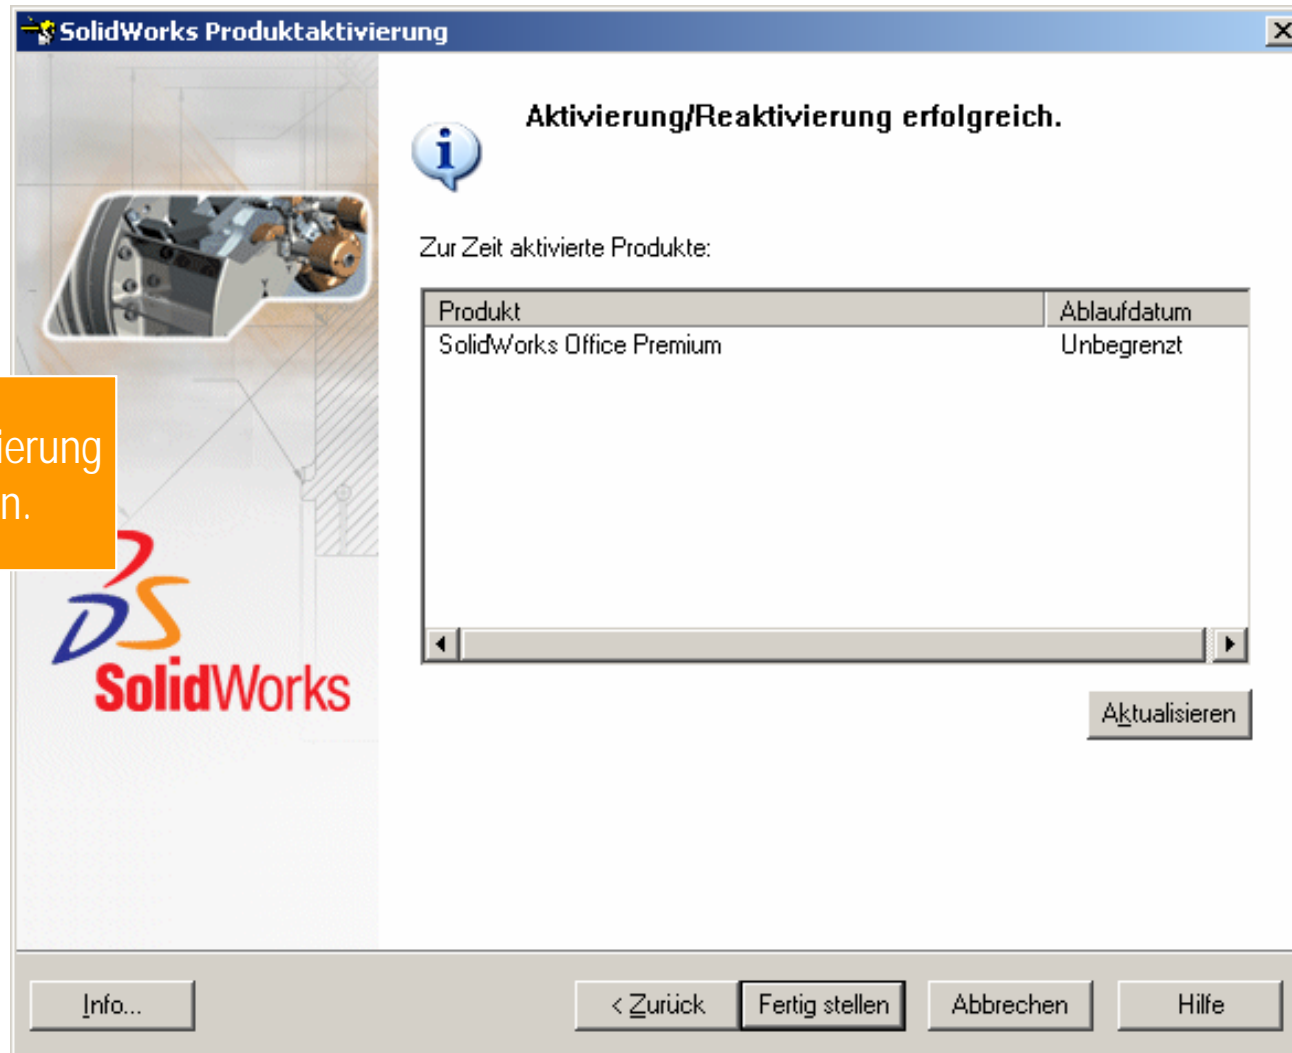 SolidWorks Produktaktivierung
Aktivierung/Reaktivierung erfolgreich.
Zur Zeit aktivierte Produkte:
Produkt Ablaufdatum
SolidWorks Office Premium Unbegrenzt
ierung
n.
SolidWorks
Aktualisieren
Info... < Zurück Fertig stellen Abbrechen Hilfe